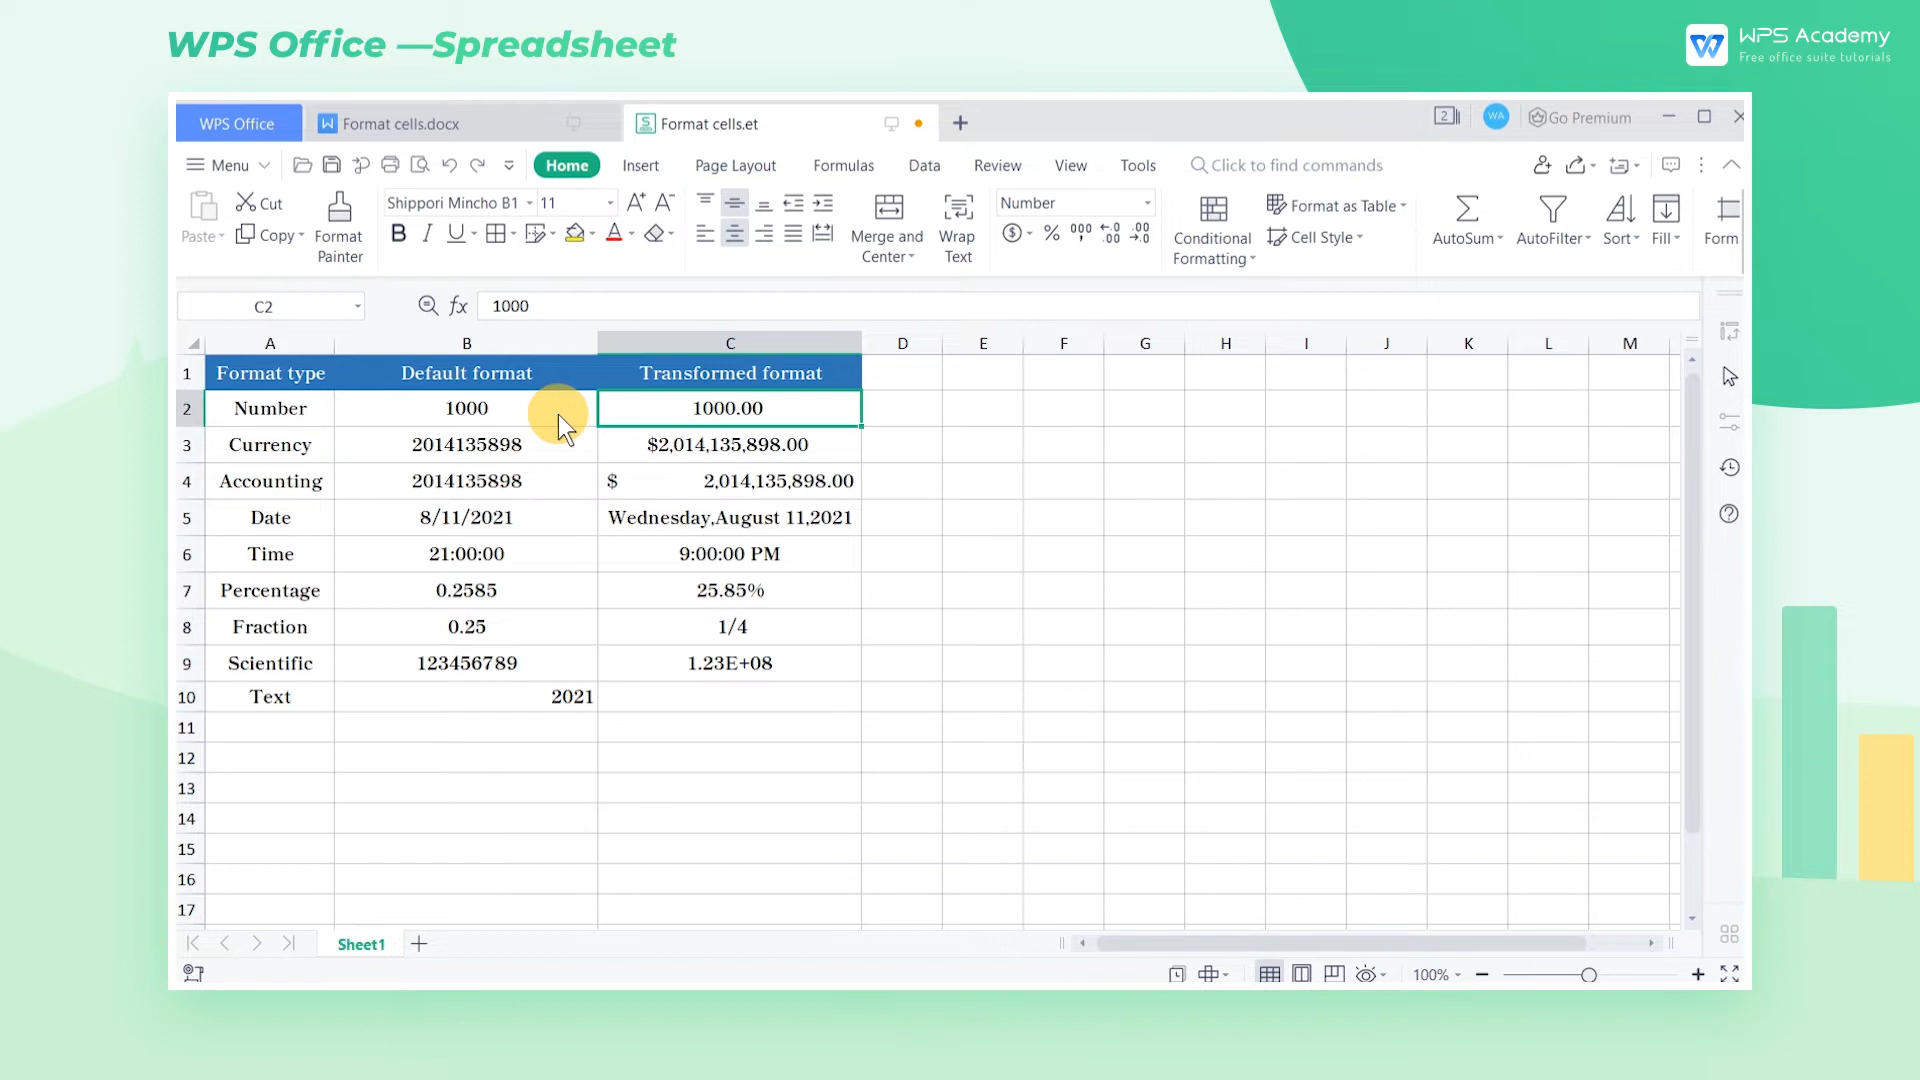 WPS Office —Spreadsheet
WPS Academy
Free office suite tutorials
WPS Office
Format cells.docx
Format cells.et
2
WA
Go Premium
Menu
Home
Insert
Page Layout
Formulas
Data
Review
View
Tools
Click to find commands
Paste
Cut
Copy
Format
Painter
Shippori Mincho B1
11
A+ A-
B I U A
Merge and
Center
Wrap
Text
Number
$ % 000 .00 .00
Conditional
Formatting
Format as Table
Cell Style
AutoSum
AutoFilter
Sort
Fill
Form
C2
fx
1000
A B C D E F G H I J K L M
1 Format type Default format Transformed format
2 Number 1000 1000.00
3 Currency 2014135898 $2,014,135,898.00
4 Accounting 2014135898 $ 2,014,135,898.00
5 Date 8/11/2021 Wednesday,August 11,2021
6 Time 21:00:00 9:00:00 PM
7 Percentage 0.2585 25.85%
8 Fraction 0.25 1/4
9 Scientific 123456789 1.23E+08
10 Text 2021
11
12
13
14
15
16
17
Sheet1
100%